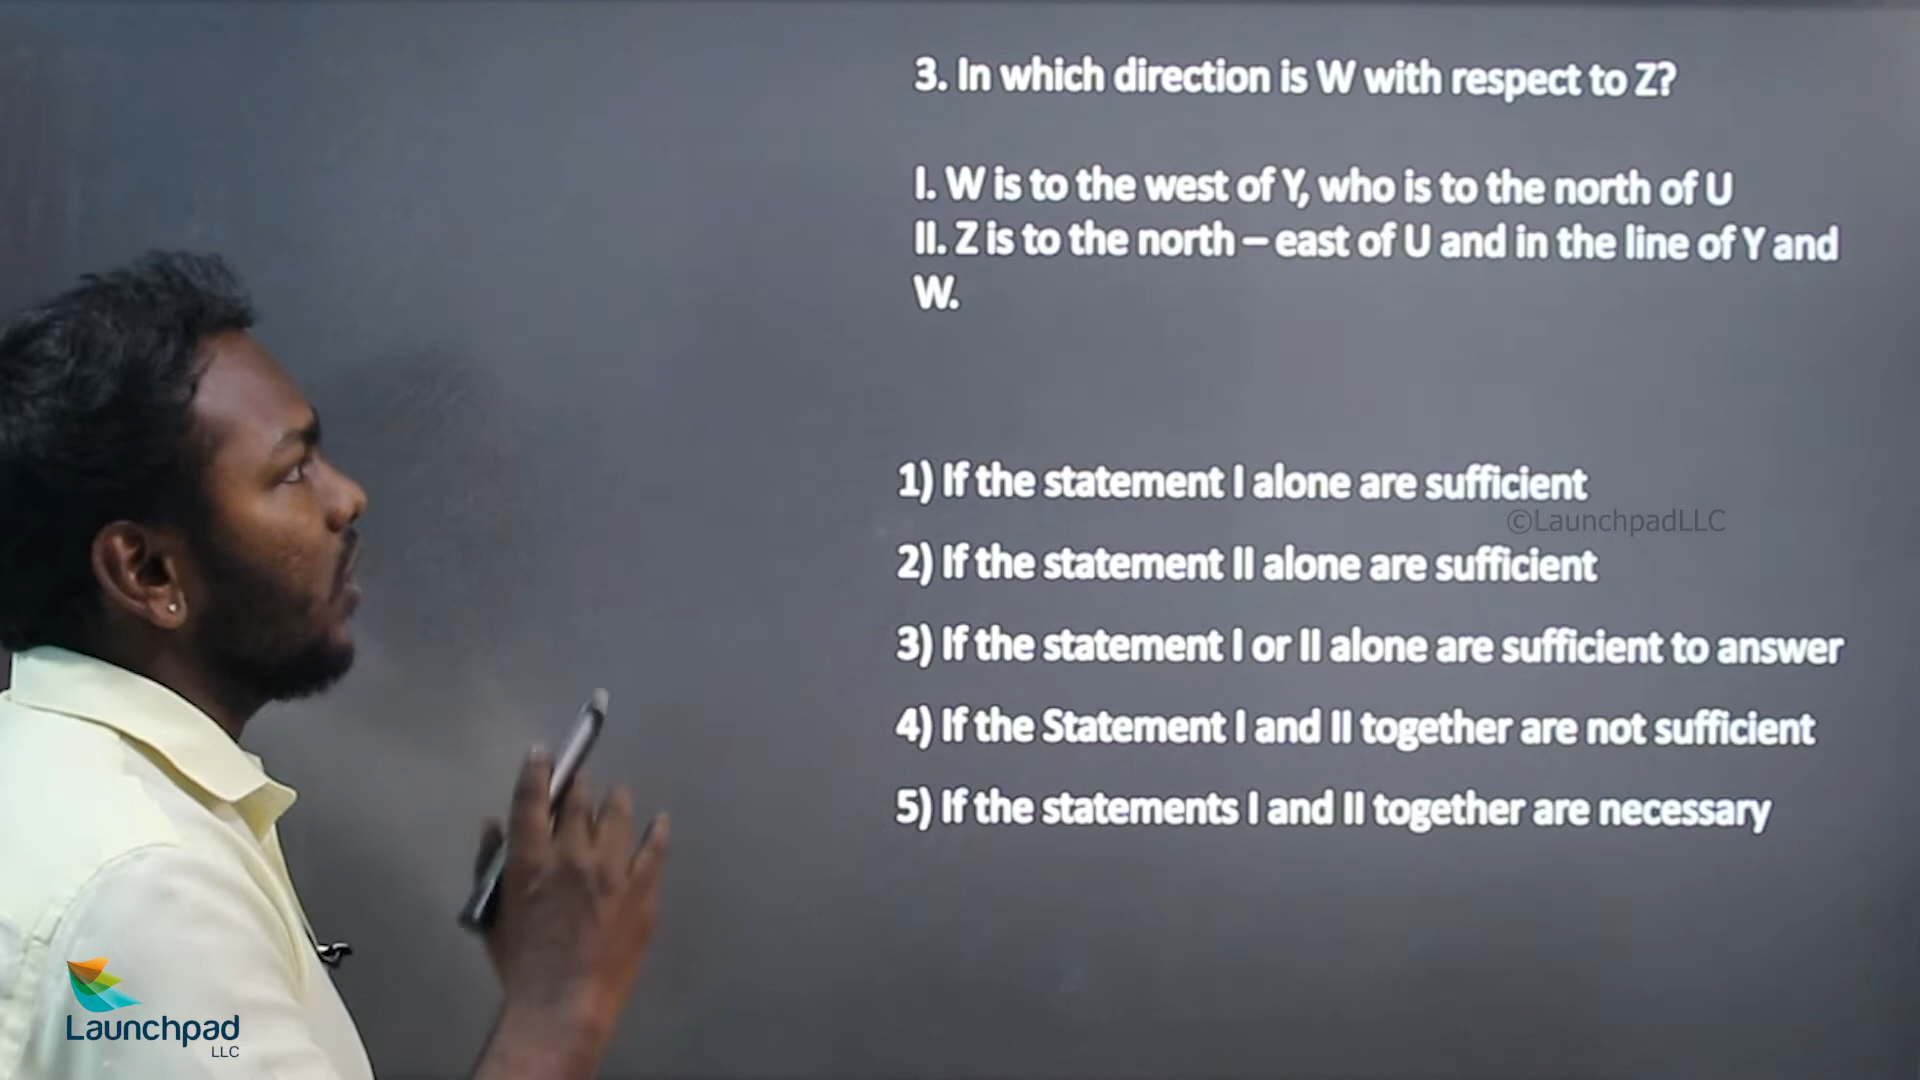 3. In which direction is W with respect to Z?
I. W is to the west of Y, who is to the north of U
II. Z is to the north – east of U and in the line of Y and
W.
1) If the statement I alone are sufficient
©LaunchpadLLC
2) If the statement II alone are sufficient
3) If the statement I or II alone are sufficient to answer
4) If the Statement I and II together are not sufficient
5) If the statements I and II together are necessary
Launchpad
LLC